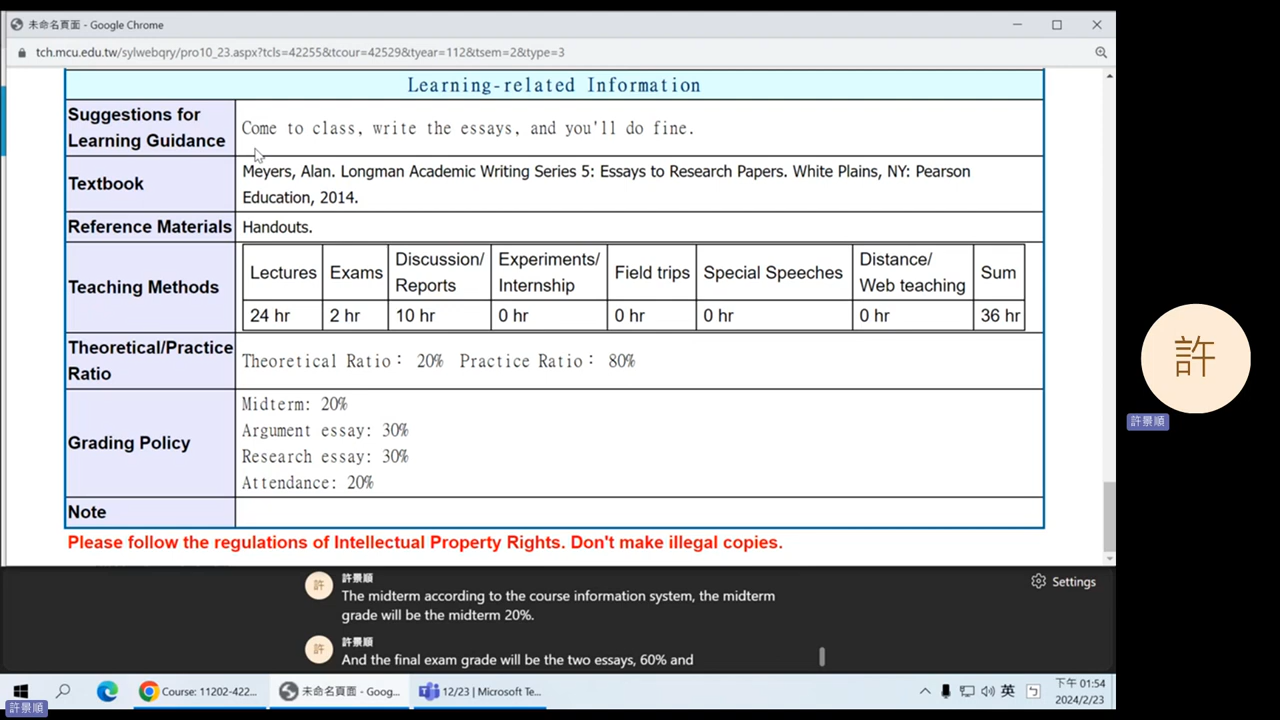 未命名頁面 - Google Chrome
tch.mcu.edu.tw/sylwebqry/pro10_23.aspx?tcls=42255&tcour=42529&tyear=112&tsem=2&type=3
Learning-related Information
Suggestions for
Learning Guidance
Come to class, write the essays, and you'll do fine.
Textbook
Meyers, Alan. Longman Academic Writing Series 5: Essays to Research Papers. White Plains, NY: Pearson
Education, 2014.
Reference Materials
Handouts.
Teaching Methods
Lectures
Exams
Discussion/
Reports
Experiments/
Internship
Field trips
Special Speeches
Distance/
Web teaching
Sum
24 hr
2 hr
10 hr
0 hr
0 hr
0 hr
0 hr
36 hr
Theoretical/Practice
Ratio
Theoretical Ratio： 20% Practice Ratio： 80%
Grading Policy
Midterm: 20%
Argument essay: 30%
Research essay: 30%
Attendance: 20%
Note
Please follow the regulations of Intellectual Property Rights. Don't make illegal copies.
許
許景順
許
許景順
The midterm according to the course information system, the midterm
grade will be the midterm 20%.
許
許景順
And the final exam grade will be the two essays, 60% and
Settings
Course: 11202-422...
未命名頁面 - Goog...
12/23 | Microsoft Te...
英
下午 01:54
2024/2/23
許景順